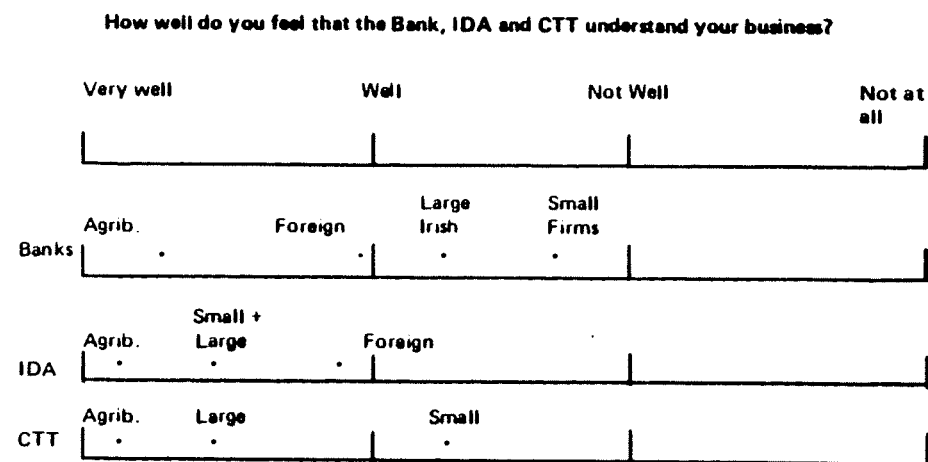 How well do you feel that the Bank, IDA and CTT understand your business?
Very well Well Not Well Not at
all
Large Small
Agrib. Foreign Irish Firms
Banks
Small +
Agrib. Large Foreign
IDA
Agrib. Large Small
CTT